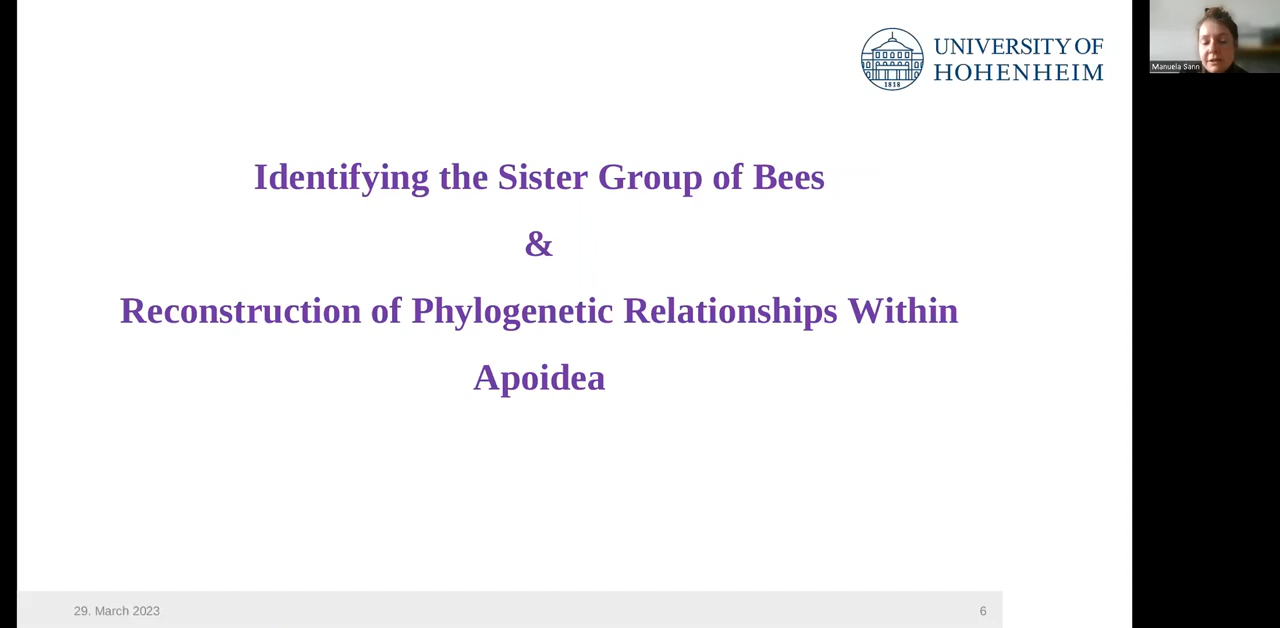 UNIVERSITY OF
HOHENHEIM
1818
Manuela Sann
Identifying the Sister Group of Bees
&
Reconstruction of Phylogenetic Relationships Within
Apoidea
29. March 2023
6